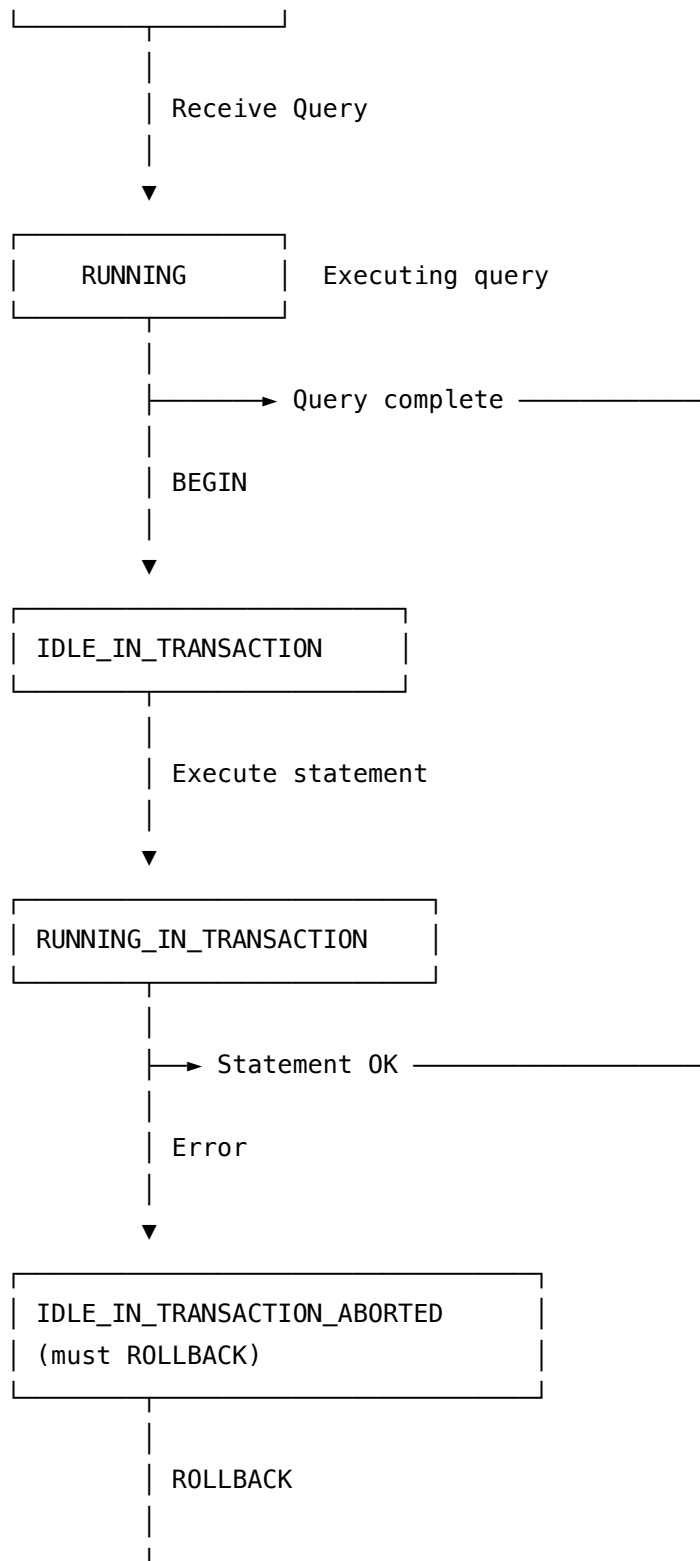 Receive Query
RUNNING Executing query
Query complete
BEGIN
IDLE_IN_TRANSACTION
Execute statement
RUNNING_IN_TRANSACTION
Statement OK
Error
IDLE_IN_TRANSACTION_ABORTED
(must ROLLBACK)
ROLLBACK